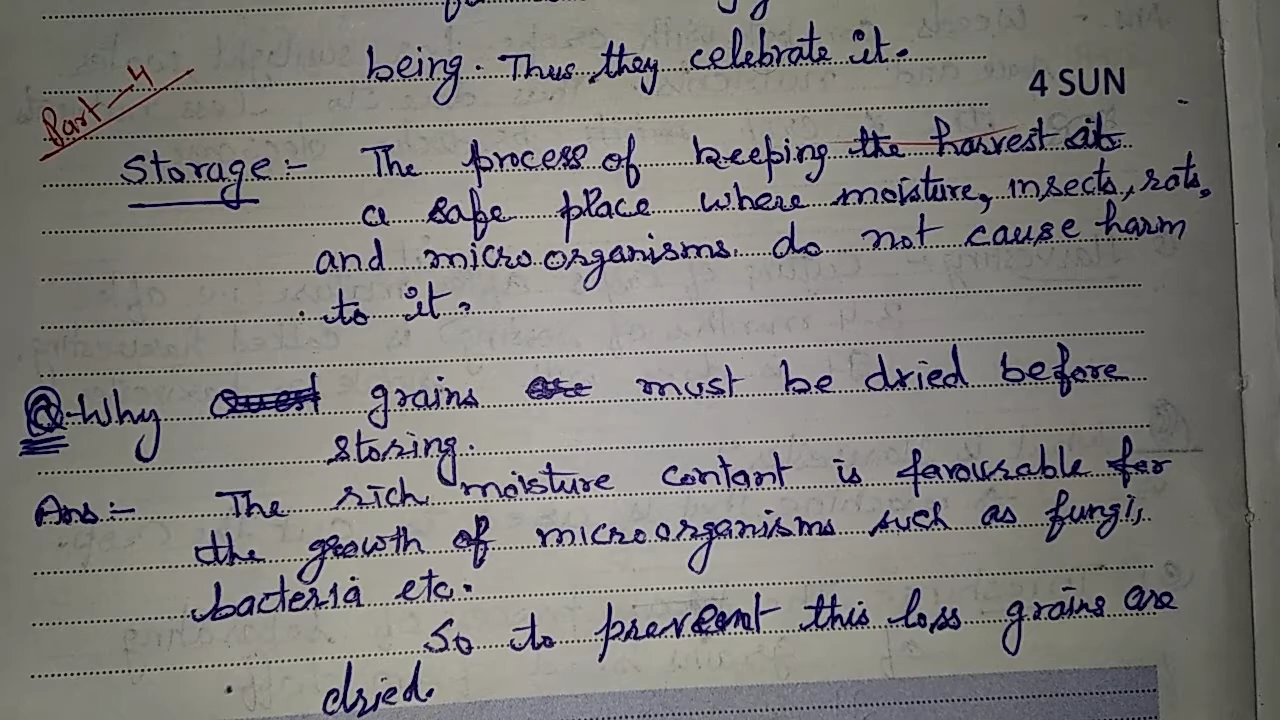 being. Thus they celebrate it.
4 SUN
Part-4
Storage:- The process of keeping the harvest at
a safe place where moisture, insects, rats,
and microorganisms do not cause harm
to it.
Q-Why grains must be dried before
storing.
Ans:- The rich moisture contant is favourable for
the growth of microorganisms such as fungi,
bacteria etc.
So to prevent this loss grains are
dried.